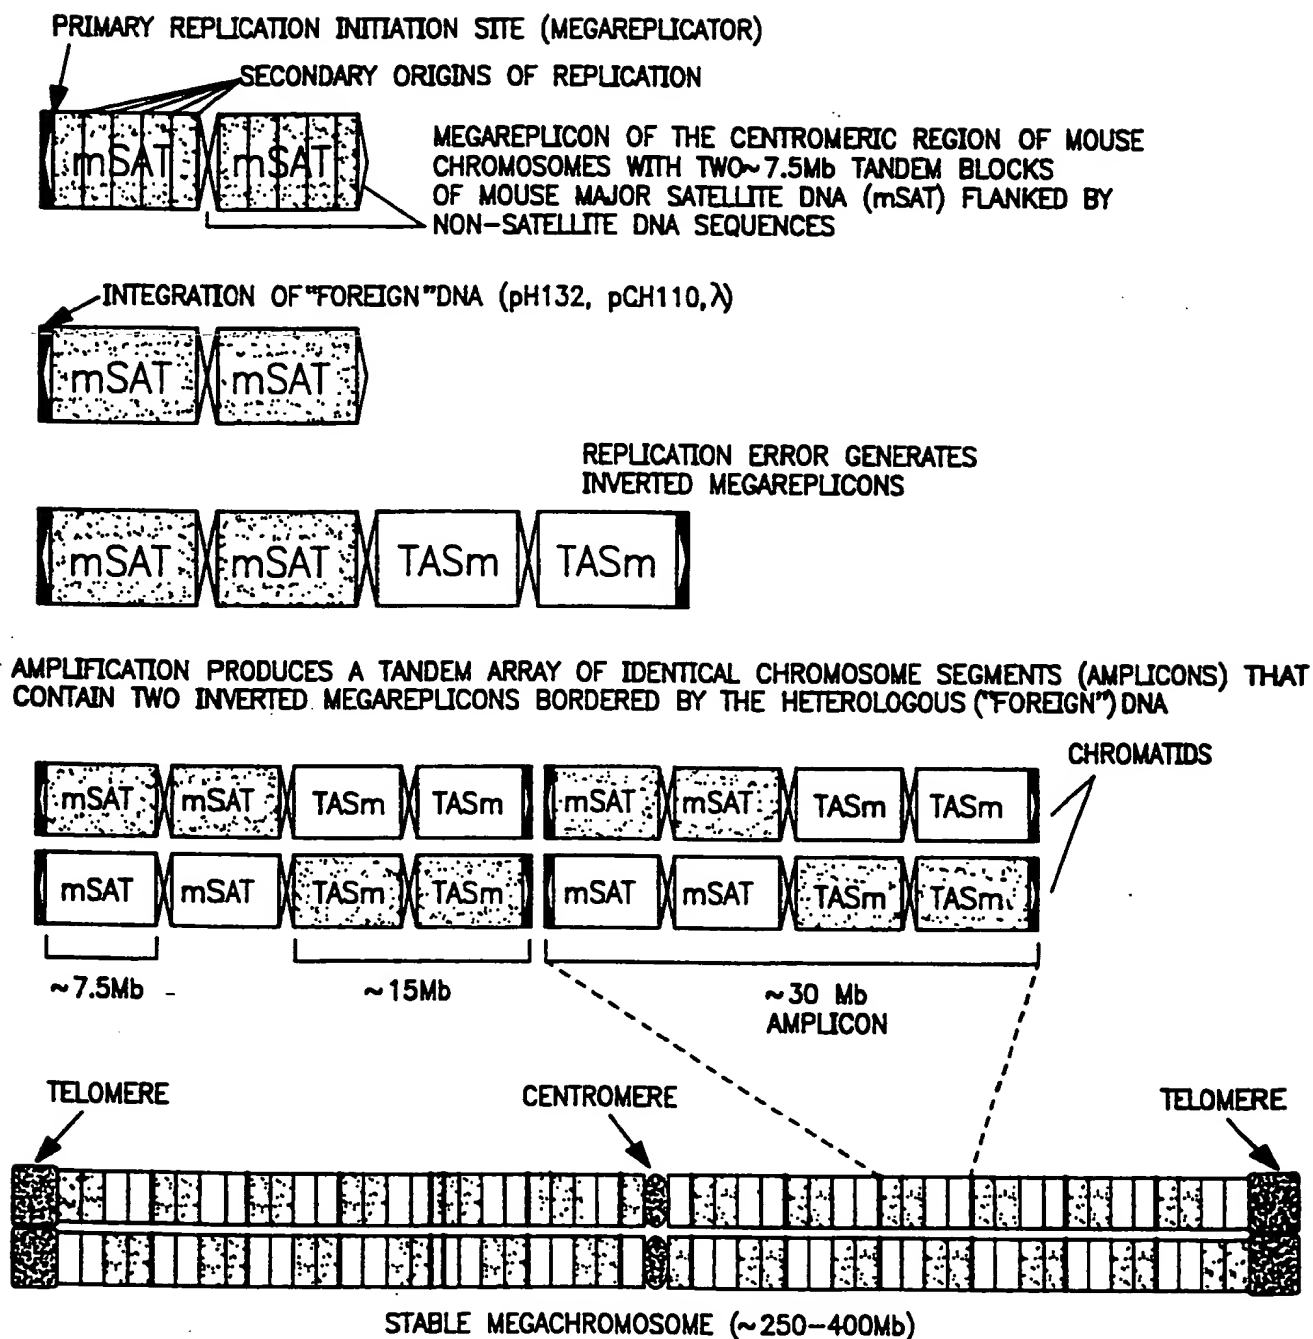 PRIMARY REPLICATION INITIATION SITE (MEGAREPLICATOR)
SECONDARY ORIGINS OF REPLICATION
mSAT mSAT
MEGAREPLICON OF THE CENTROMERIC REGION OF MOUSE
CHROMOSOMES WITH TWO~7.5Mb TANDEM BLOCKS
OF MOUSE MAJOR SATELLITE DNA (mSAT) FLANKED BY
NON-SATELLITE DNA SEQUENCES
INTEGRATION OF "FOREIGN" DNA (pH132, pCH110,λ)
mSAT mSAT
REPLICATION ERROR GENERATES
INVERTED MEGAREPLICONS
mSAT mSAT TASm TASm
AMPLIFICATION PRODUCES A TANDEM ARRAY OF IDENTICAL CHROMOSOME SEGMENTS (AMPLICONS) THAT
CONTAIN TWO INVERTED MEGAREPLICONS BORDERED BY THE HETEROLOGOUS ("FOREIGN") DNA
CHROMATIDS
mSAT mSAT TASm TASm mSAT mSAT TASm TASm
mSAT mSAT TASm TASm mSAT mSAT TASm TASm
~7.5Mb ~15Mb ~30 Mb
AMPLICON
TELOMERE CENTROMERE TELOMERE
STABLE MEGACHROMOSOME (~250-400Mb)